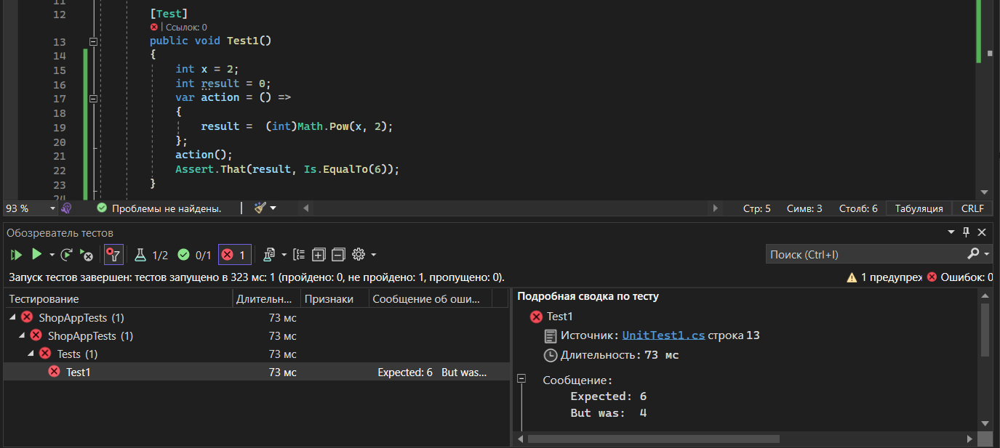 11
12 [Test]
Ссылок: 0
13 public void Test1()
14 {
15 int x = 2;
16 int result = 0;
17 var action = () =>
18 {
19 result =  (int)Math.Pow(x, 2);
20 };
21 action();
22 Assert.That(result, Is.EqualTo(6));
23 }
24
93 % Проблемы не найдены. Стр: 5 Симв: 3 Столб: 6 Табуляция CRLF
Обозреватель тестов
1/2 0/1 1 Поиск (Ctrl+I)
Запуск тестов завершен: тестов запущено в 323 мс: 1 (пройдено: 0, не пройдено: 1, пропущено: 0). 1 предупреж Ошибок: 0
Тестирование Длительн... Признаки Сообщение об оши...
ShopAppTests (1) 73 мс
ShopAppTests (1) 73 мс
Tests (1) 73 мс
Test1 73 мс Expected: 6 But was...
Подробная сводка по тесту
Test1
Источник: UnitTest1.cs строка 13
Длительность: 73 мс
Сообщение:
Expected: 6
But was: 4